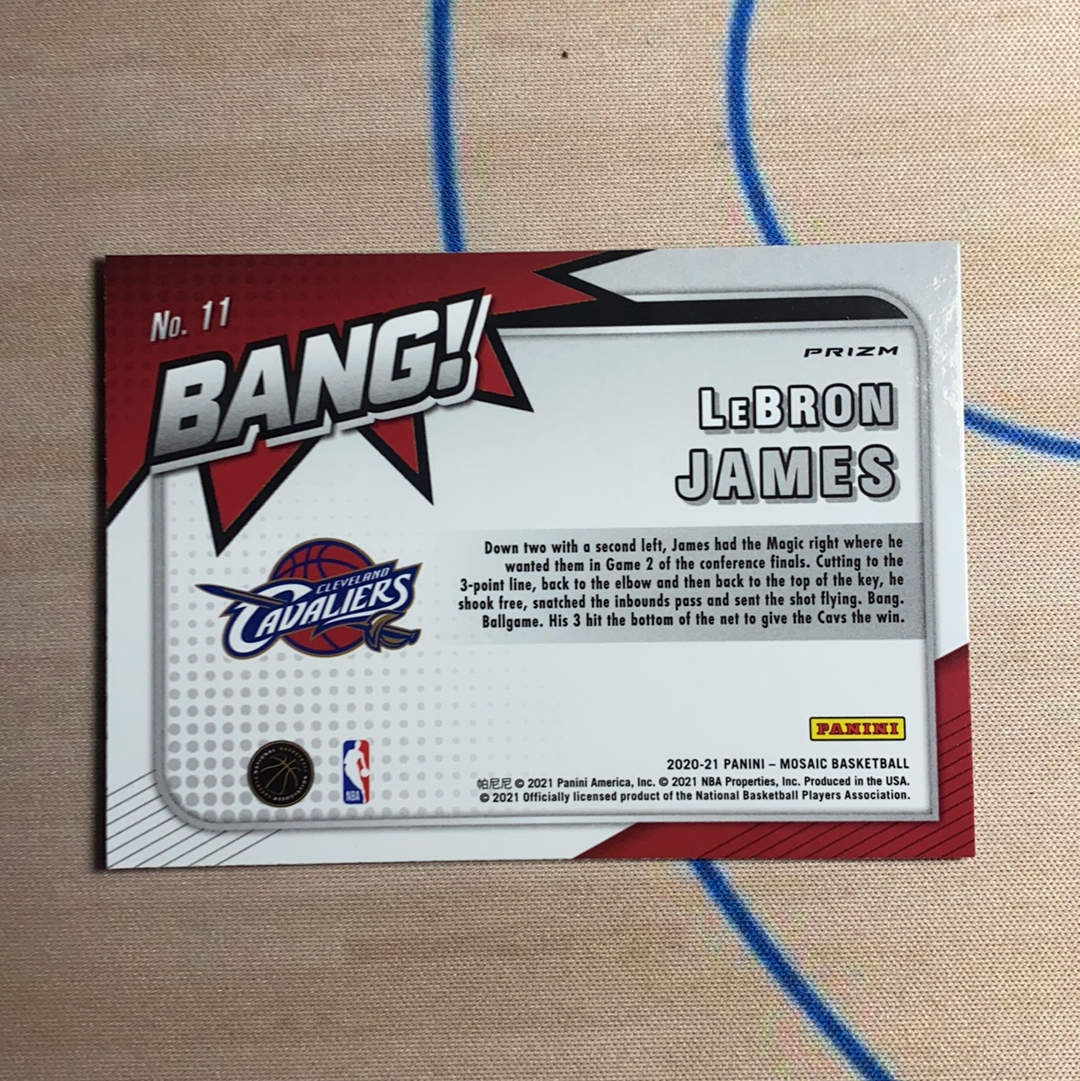 No. 11
BANG!
PRIZM
LeBRON
JAMES
Down two with a second left, James had the Magic right where he
wanted them in Game 2 of the conference finals. Cutting to the
3-point line, back to the elbow and then back to the top of the key, he
shook free, snatched the inbounds pass and sent the shot flying. Bang.
Ballgame. His 3 hit the bottom of the net to give the Cavs the win.
CLEVELAND
CAVALIERS
PANINI
2020-21 PANINI – MOSAIC BASKETBALL
帕尼尼 © 2021 Panini America, Inc. © 2021 NBA Properties, Inc. Produced in the USA.
© 2021 Officially licensed product of the National Basketball Players Association.
NBA